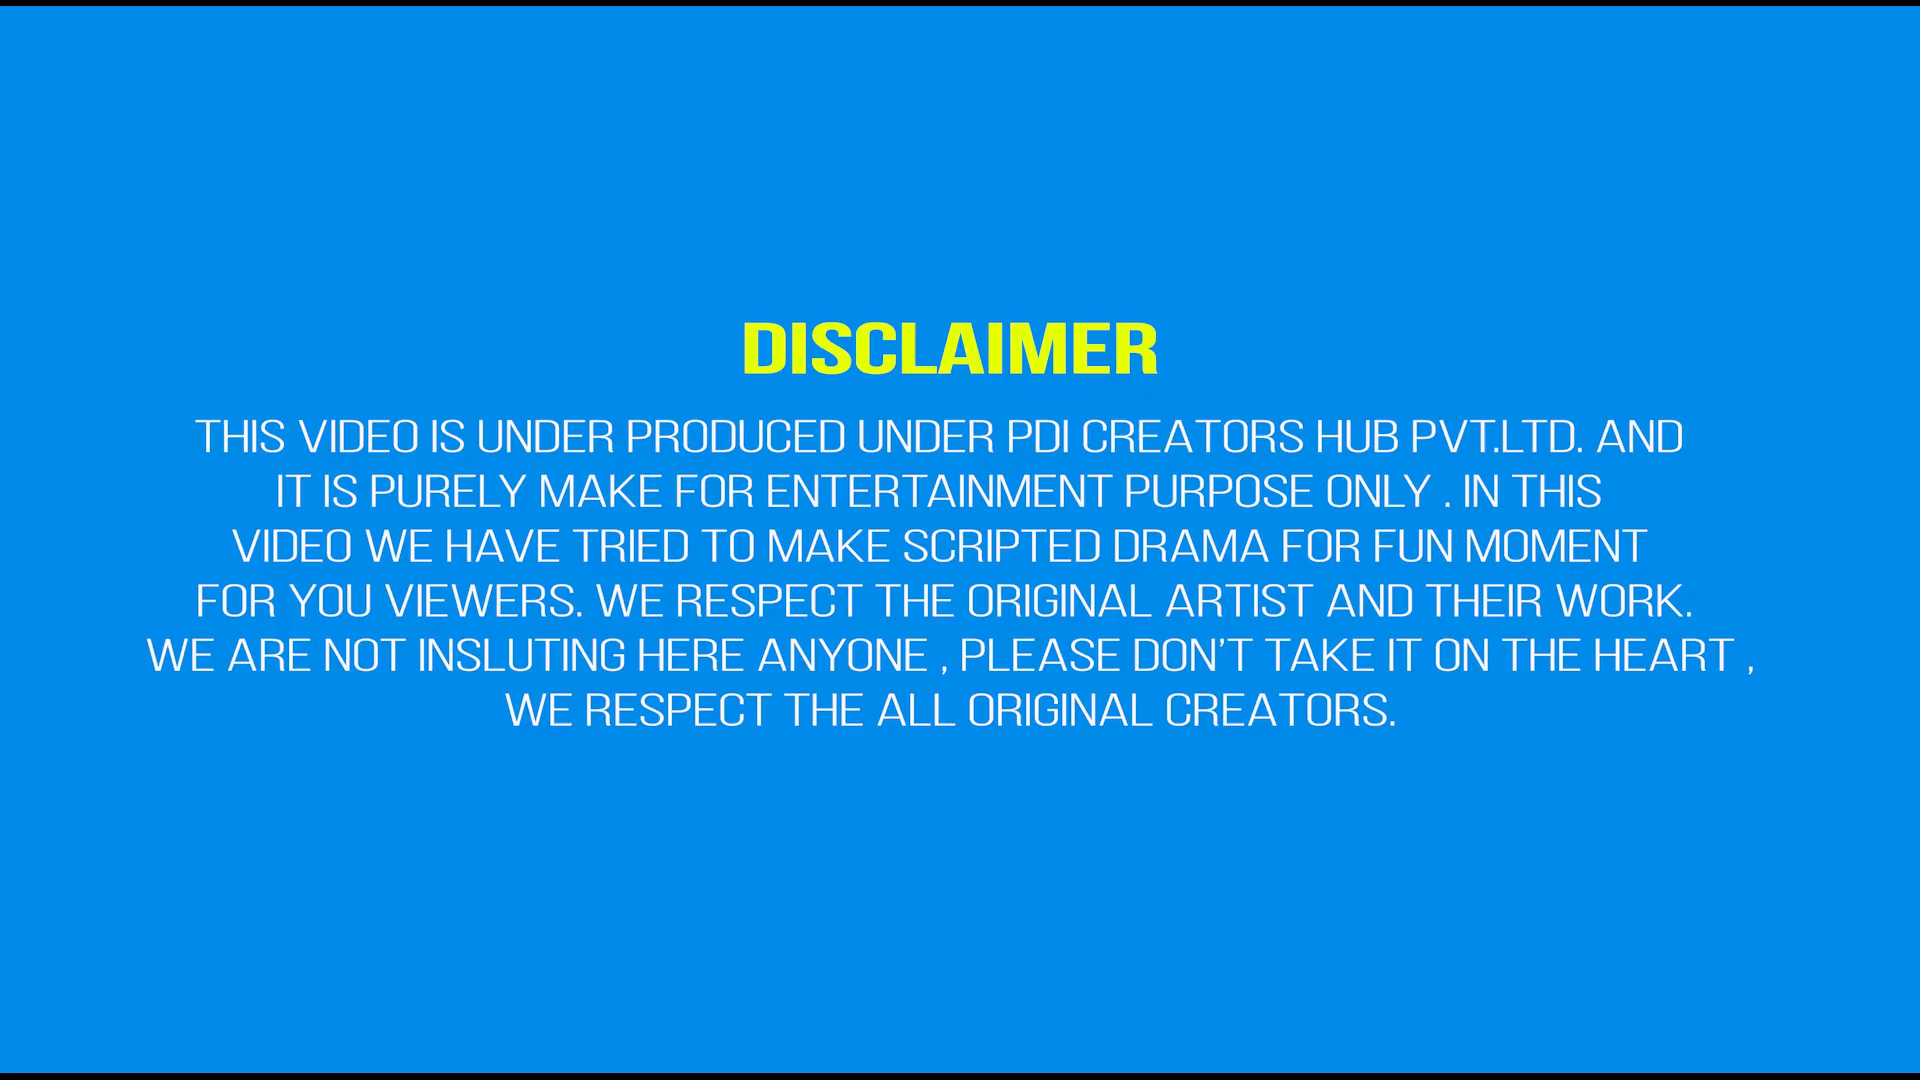 DISCLAIMER
THIS VIDEO IS UNDER PRODUCED UNDER PDI CREATORS HUB PVT.LTD. AND
IT IS PURELY MAKE FOR ENTERTAINMENT PURPOSE ONLY . IN THIS
VIDEO WE HAVE TRIED TO MAKE SCRIPTED DRAMA FOR FUN MOMENT
FOR YOU VIEWERS. WE RESPECT THE ORIGINAL ARTIST AND THEIR WORK.
WE ARE NOT INSLUTING HERE ANYONE , PLEASE DON’T TAKE IT ON THE HEART ,
WE RESPECT THE ALL ORIGINAL CREATORS.